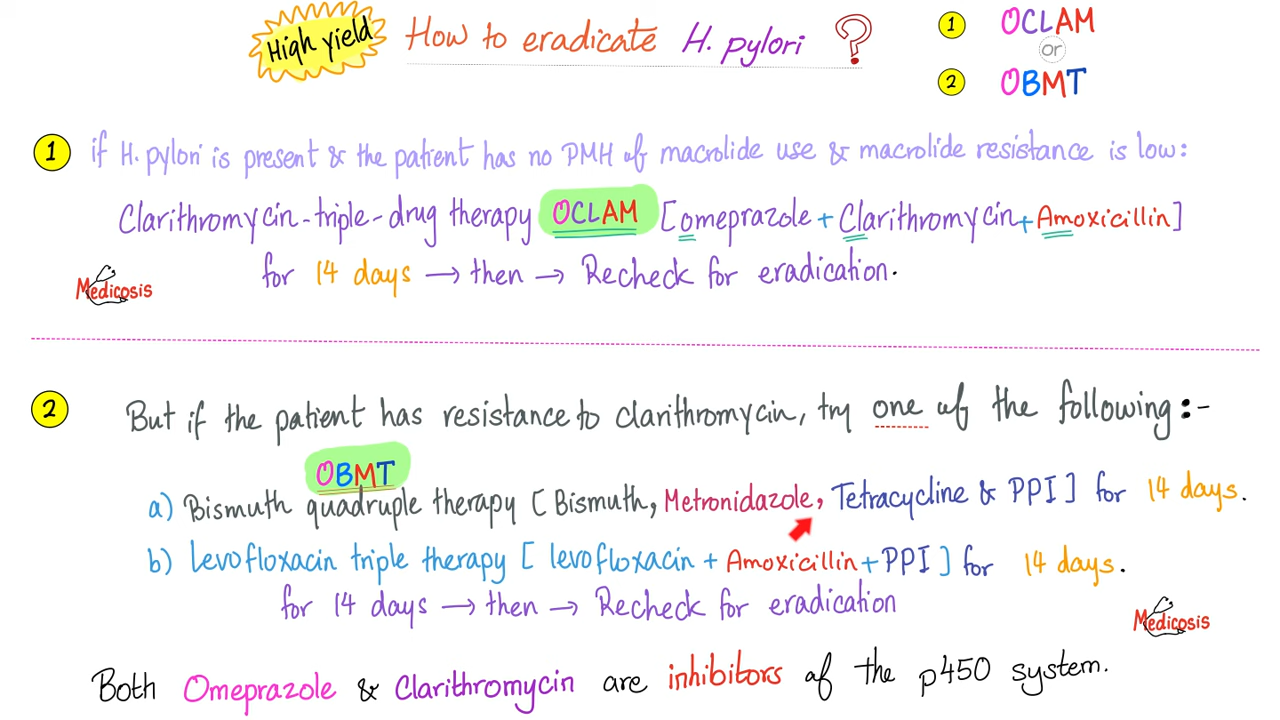 High yield How to eradicate H. pylori ?
1 OCLAM
or
2 OBMT
1 if H. pylori is present & the patient has no PMH of macrolide use & macrolide resistance is low:
Clarithromycin-triple-drug therapy OCLAM [omeprazole + Clarithromycin + Amoxicillin]
for 14 days → then → Recheck for eradication.
Medicosis
2 But if the patient has resistance to clarithromycin, try one of the following :-
OBMT
a) Bismuth quadruple therapy [Bismuth, Metronidazole, Tetracycline & PPI] for 14 days.
b) Levofloxacin triple therapy [levofloxacin + Amoxicillin + PPI] for 14 days.
for 14 days → then → Recheck for eradication
Medicosis
Both Omeprazole & Clarithromycin are inhibitors of the p450 system.